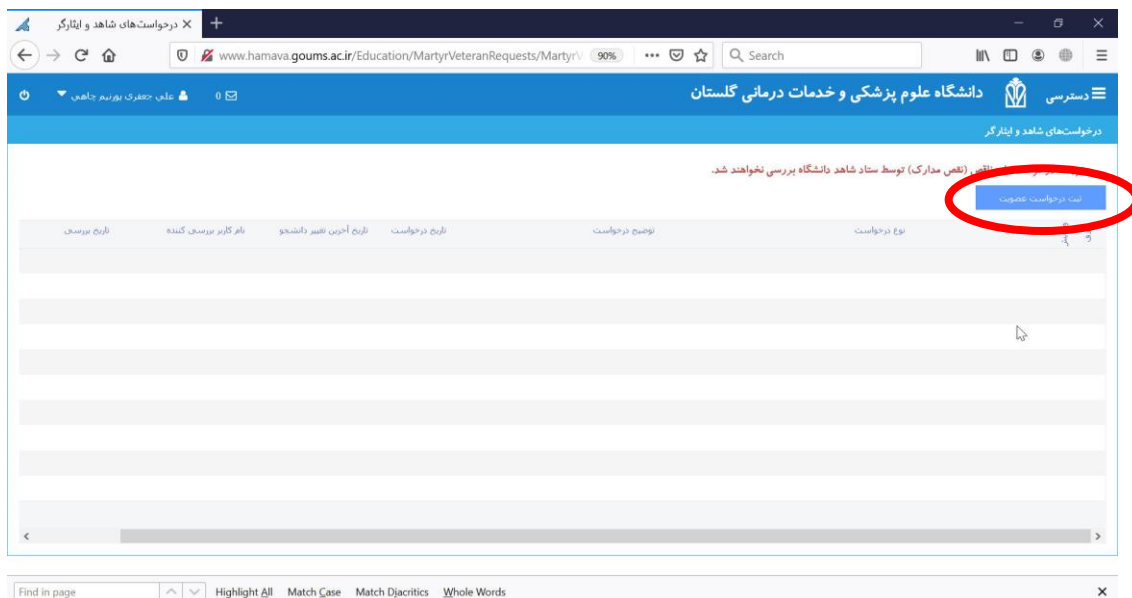 درخواست‌های شاهد و ایثارگر
www.hamava.goums.ac.ir/Education/MartyrVeteranRequests/Martyr 90% Search
دسترسی دانشگاه علوم پزشکی و خدمات درمانی گلستان 0 علی جعفری پورنیم چاهی
درخواست‌های شاهد و ایثارگر
ناقص (نقص مدارک) توسط ستاد شاهد دانشگاه بررسی نخواهند شد.
ثبت درخواست عضویت
نوع درخواست توضیح درخواست تاریخ درخواست تاریخ آخرین تغییر دانشجو نام کاربر بررسی کننده تاریخ بررسی
Find in page Highlight All Match Case Match Diacritics Whole Words